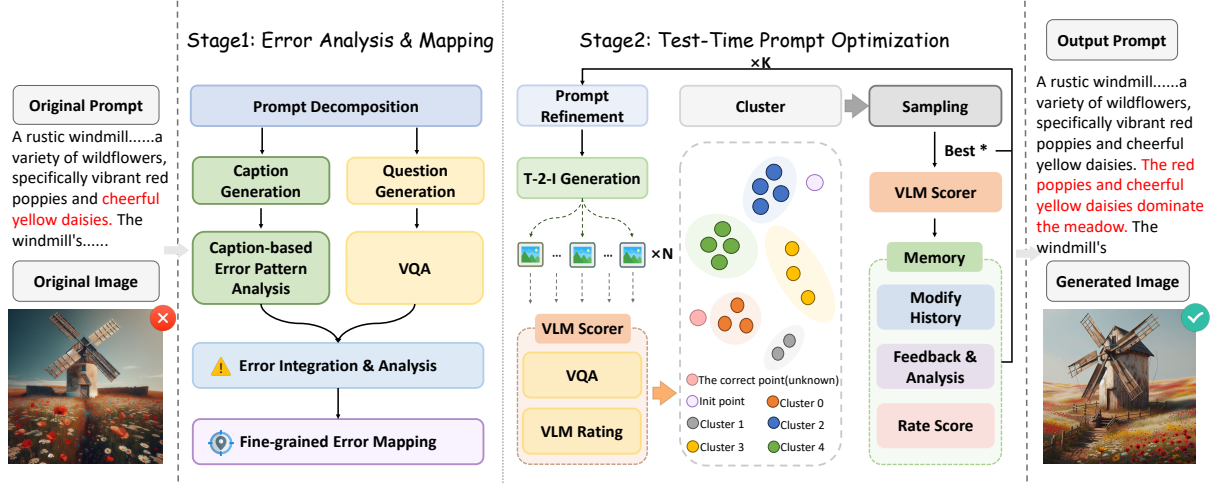 Original Prompt
A rustic windmill......a
variety of wildflowers,
specifically vibrant red
poppies and cheerful
yellow daisies. The
windmill's......
Original Image
Stage1: Error Analysis & Mapping
Prompt Decomposition
Caption
Generation
Question
Generation
Caption-based
Error Pattern
Analysis
VQA
Error Integration & Analysis
Fine-grained Error Mapping
Stage2: Test-Time Prompt Optimization
×K
Prompt
Refinement
T-2-I Generation
... ... ×N
VLM Scorer
VQA
VLM Rating
Cluster
The correct point(unknown)
Init point
Cluster 0
Cluster 1
Cluster 2
Cluster 3
Cluster 4
Sampling
Best *
VLM Scorer
Memory
Modify
History
Feedback &
Analysis
Rate Score
Output Prompt
A rustic windmill......a
variety of wildflowers,
specifically vibrant red
poppies and cheerful
yellow daisies. The red
poppies and cheerful
yellow daisies dominate
the meadow. The
windmill's
Generated Image